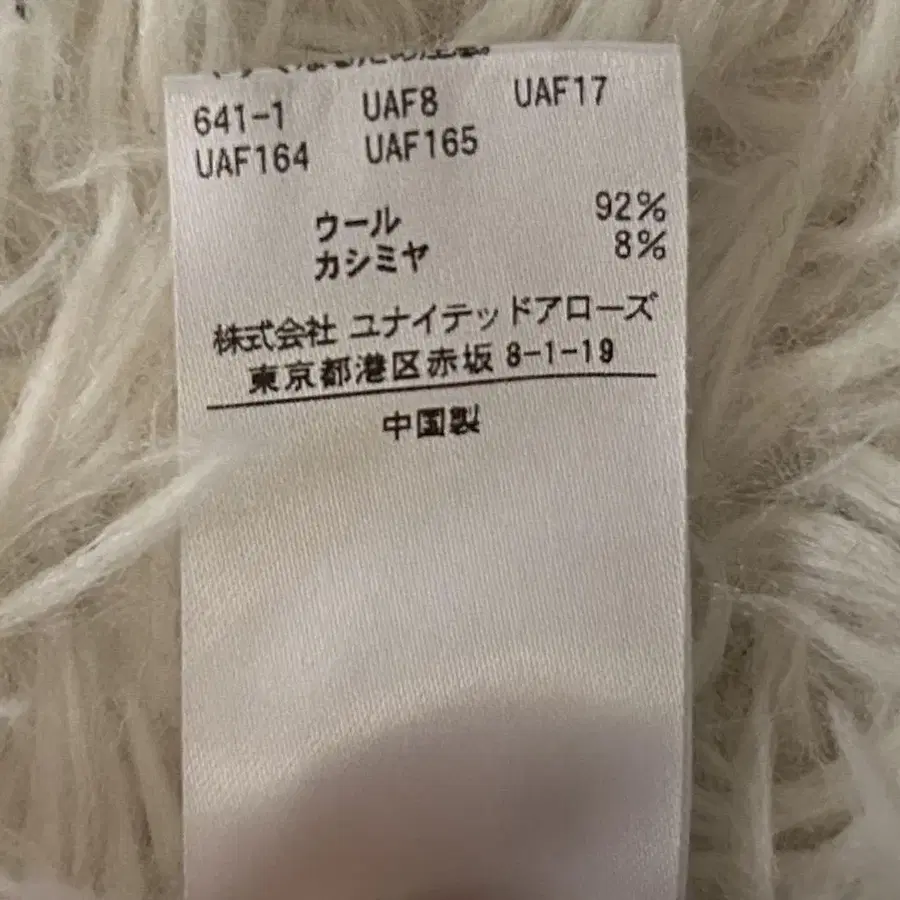 641-1 UAF8 UAF17
UAF164 UAF165
ウール 92%
カシミヤ 8%
株式会社 ユナイテッドアローズ
東京都港区赤坂 8-1-19
中国製